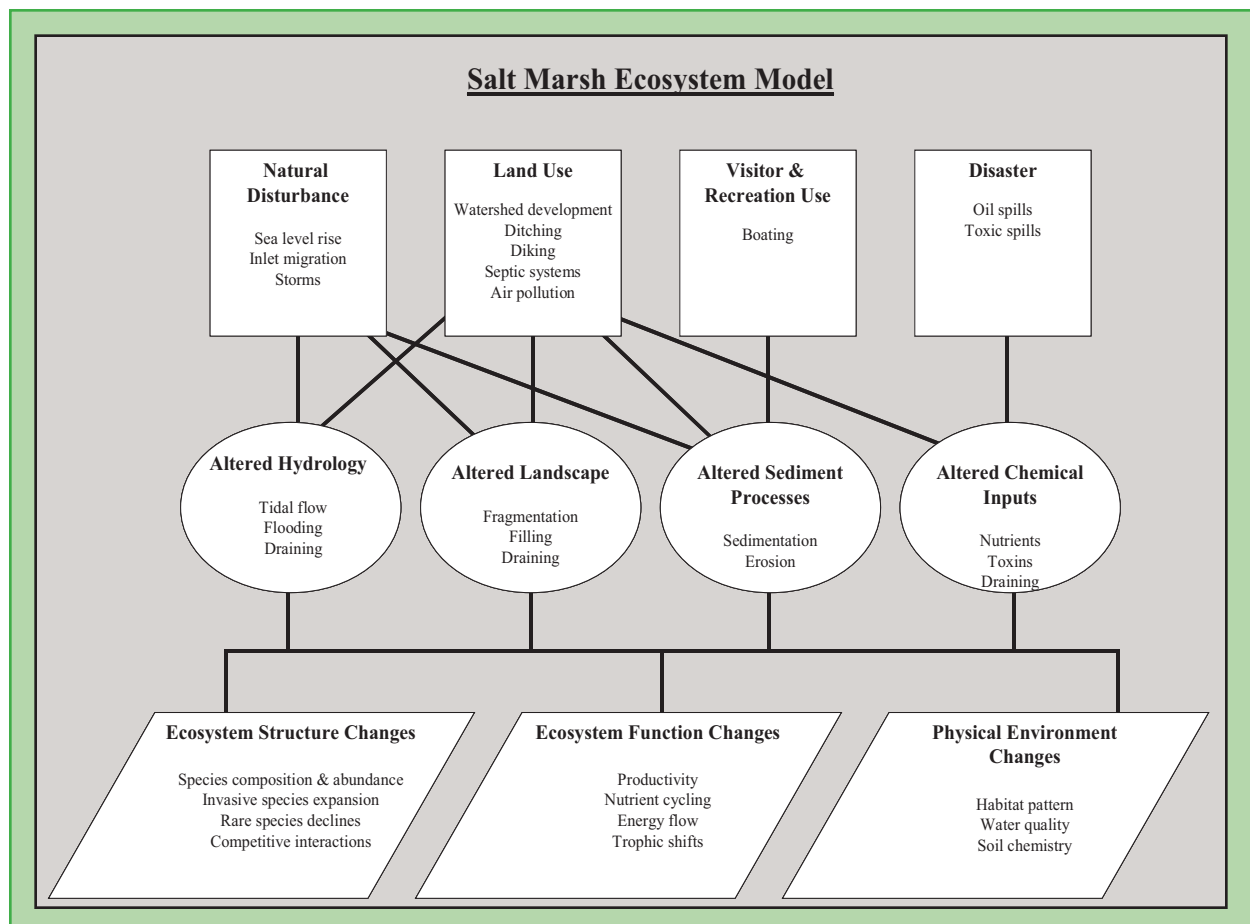 Salt Marsh Ecosystem Model
Natural
Disturbance
Sea level rise
Inlet migration
Storms
Land Use
Watershed development
Ditching
Diking
Septic systems
Air pollution
Visitor &
Recreation Use
Boating
Disaster
Oil spills
Toxic spills
Altered Hydrology
Tidal flow
Flooding
Draining
Altered Landscape
Fragmentation
Filling
Draining
Altered Sediment
Processes
Sedimentation
Erosion
Altered Chemical
Inputs
Nutrients
Toxins
Draining
Ecosystem Structure Changes
Species composition & abundance
Invasive species expansion
Rare species declines
Competitive interactions
Ecosystem Function Changes
Productivity
Nutrient cycling
Energy flow
Trophic shifts
Physical Environment
Changes
Habitat pattern
Water quality
Soil chemistry